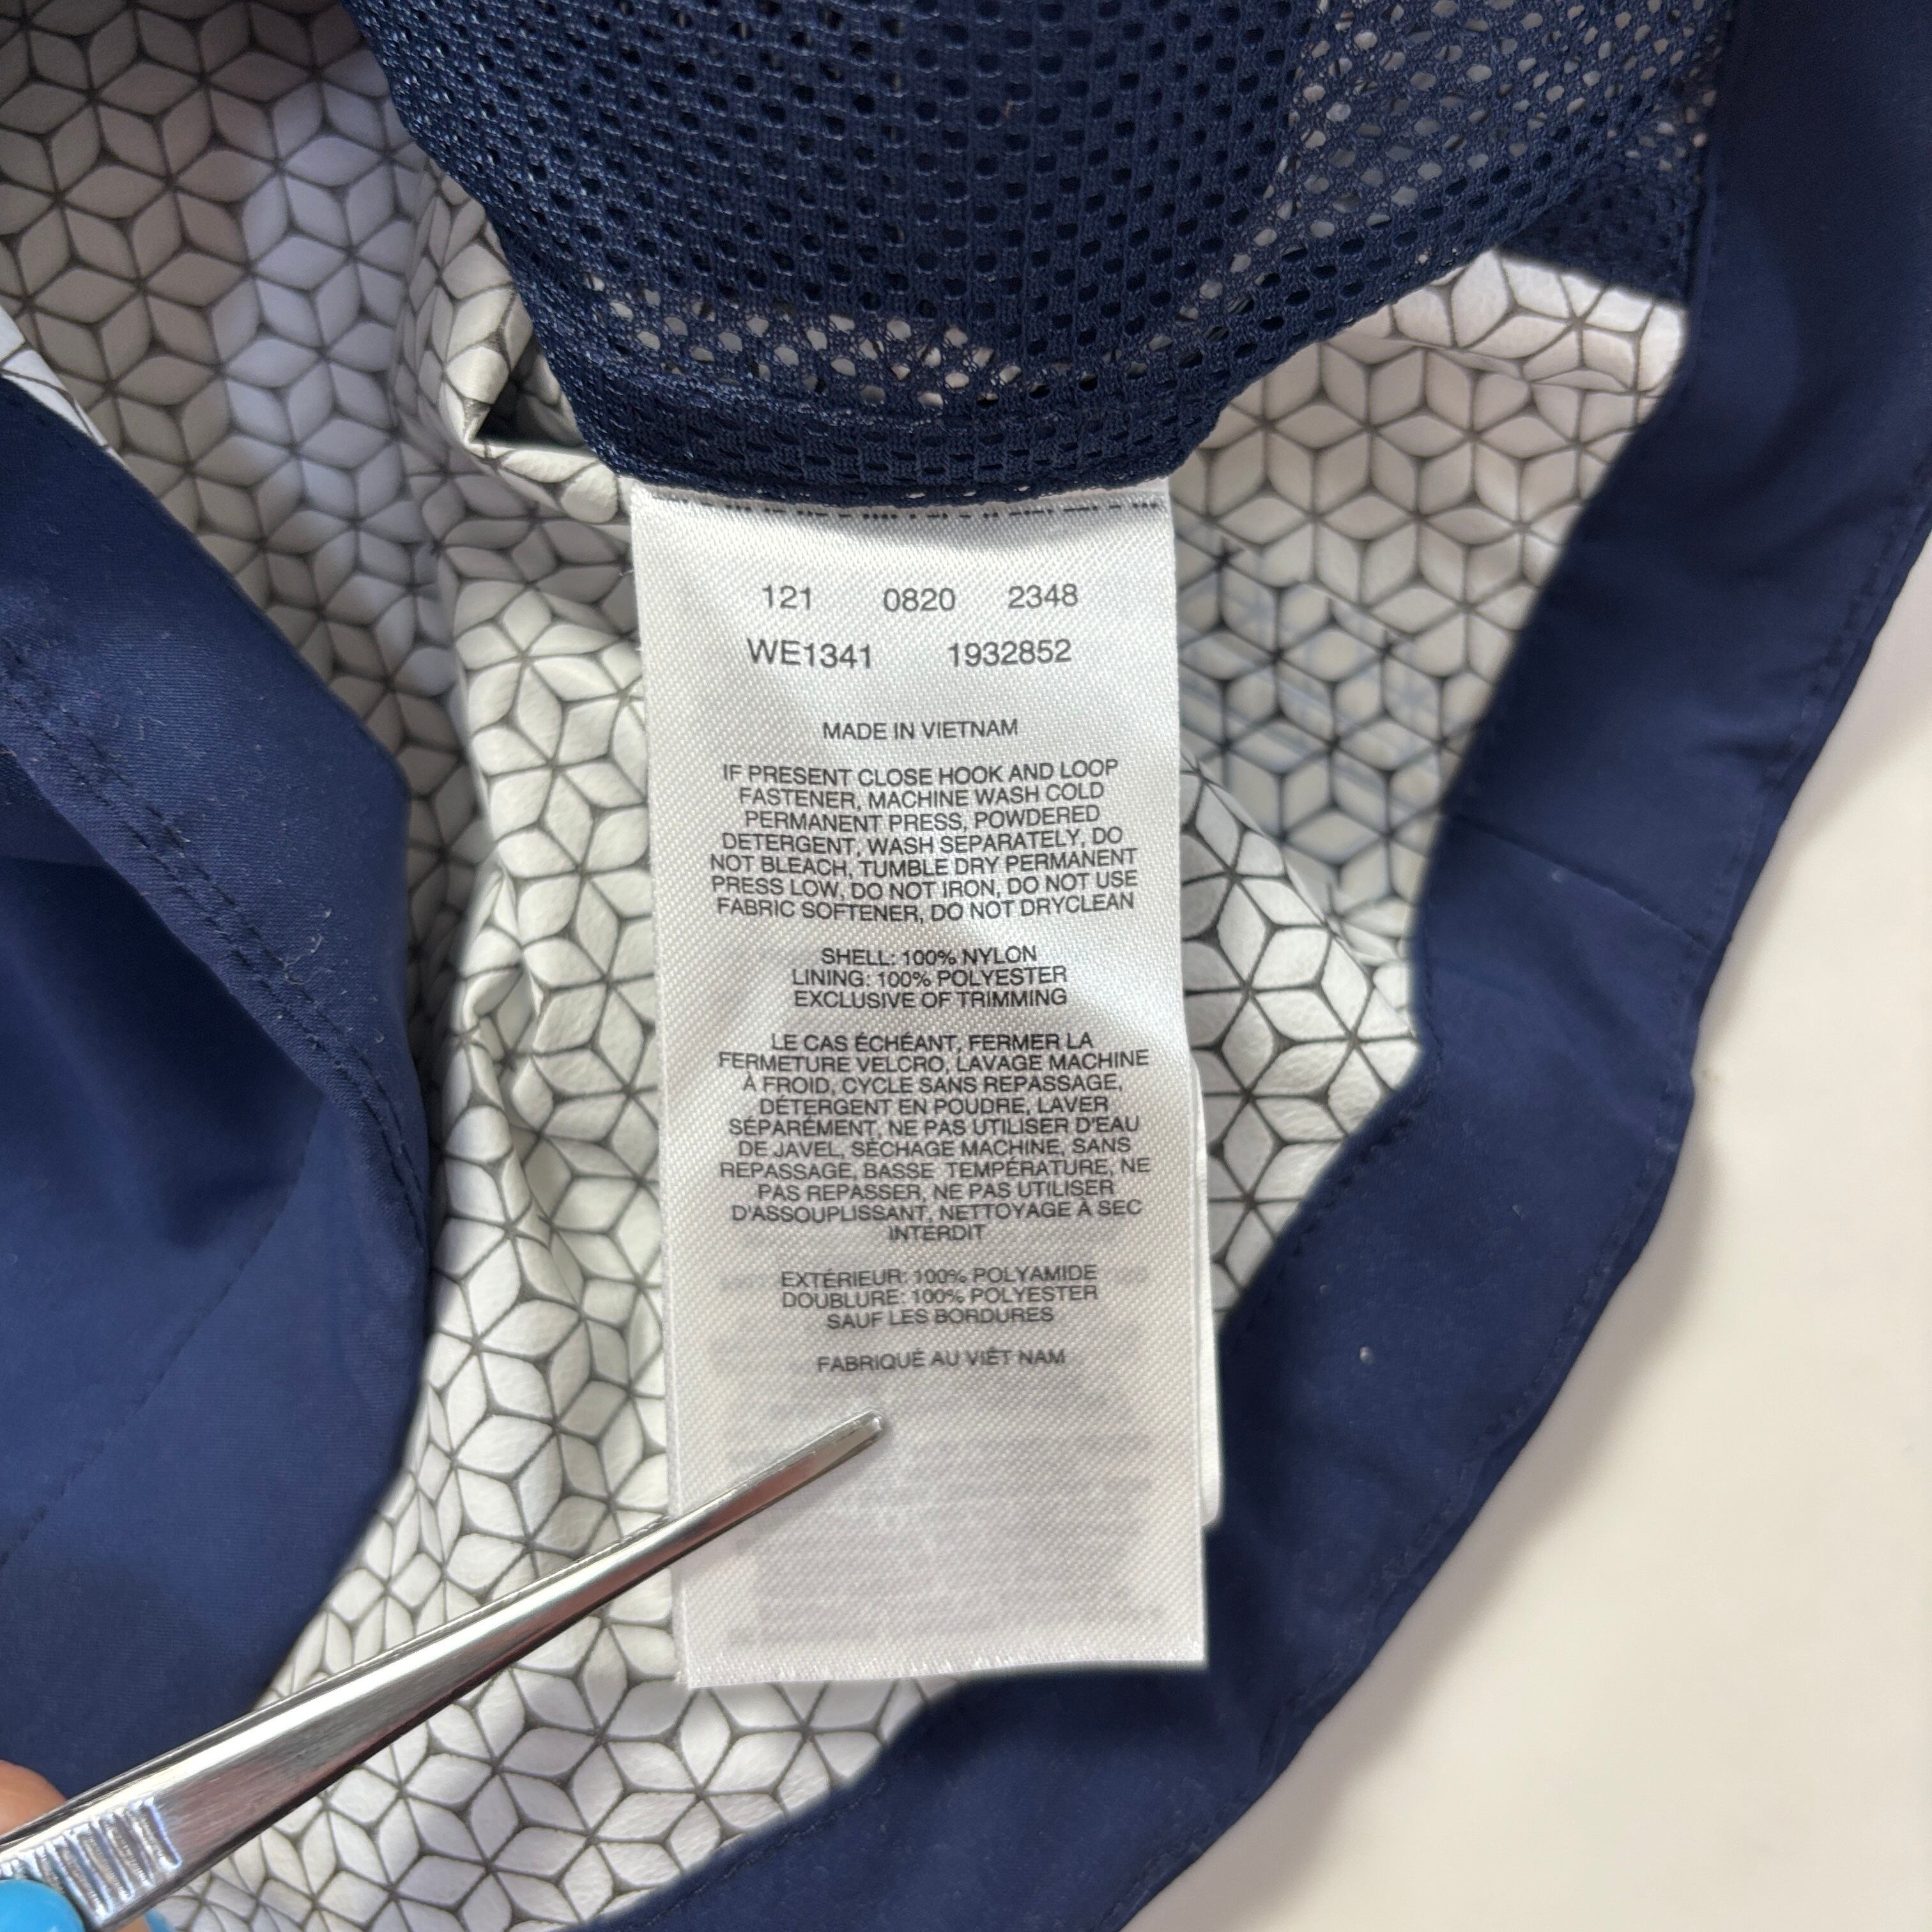 121 0820 2348
WE1341 1932852
MADE IN VIETNAM
IF PRESENT CLOSE HOOK AND LOOP
FASTENER, MACHINE WASH COLD
PERMANENT PRESS, POWDERED
DETERGENT, WASH SEPARATELY, DO
NOT BLEACH, TUMBLE DRY PERMANENT
PRESS LOW, DO NOT IRON, DO NOT USE
FABRIC SOFTENER, DO NOT DRYCLEAN
SHELL: 100% NYLON
LINING: 100% POLYESTER
EXCLUSIVE OF TRIMMING
LE CAS ÉCHÉANT, FERMER LA
FERMETURE VELCRO, LAVAGE MACHINE
À FROID, CYCLE SANS REPASSAGE,
DÉTERGENT EN POUDRE, LAVER
SÉPARÉMENT, NE PAS UTILISER D'EAU
DE JAVEL, SÉCHAGE MACHINE, SANS
REPASSAGE, BASSE TEMPÉRATURE, NE
PAS REPASSER, NE PAS UTILISER
D'ASSOUPLISSANT, NETTOYAGE À SEC
INTERDIT
EXTÉRIEUR: 100% POLYAMIDE
DOUBLURE: 100% POLYESTER
SAUF LES BORDURES
FABRIQUÉ AU VIÊT NAM